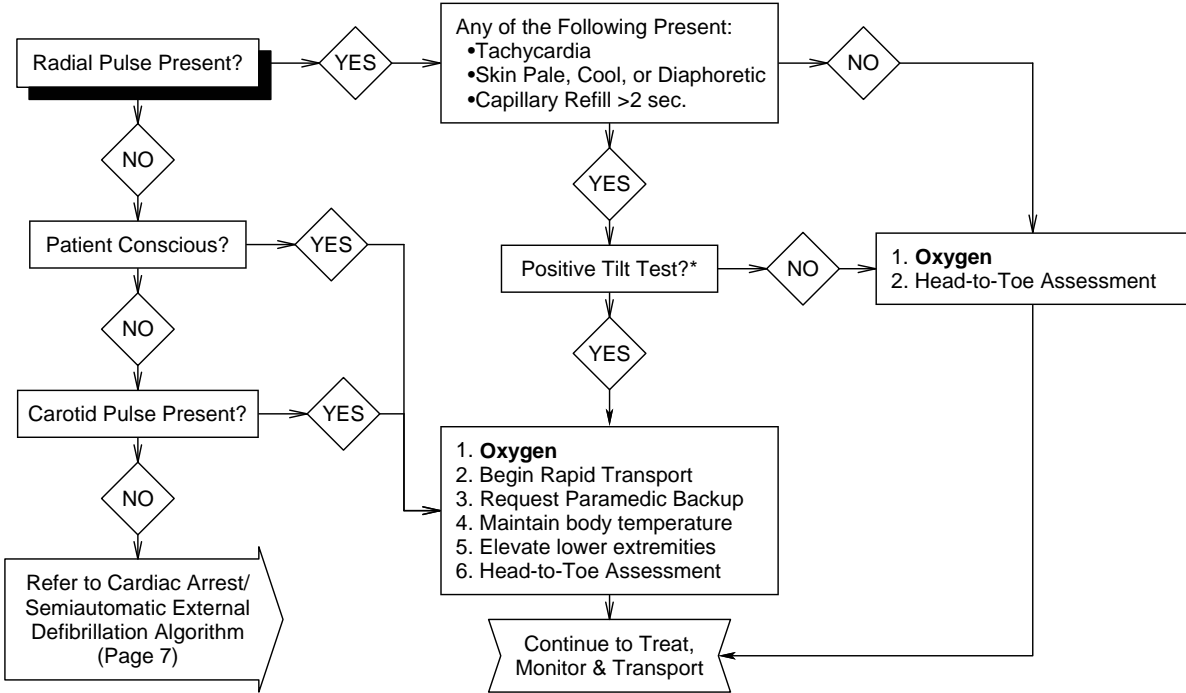 Radial Pulse Present?
YES
Any of the Following Present:
•Tachycardia
•Skin Pale, Cool, or Diaphoretic
•Capillary Refill >2 sec.
NO
NO
YES
Patient Conscious?
YES
Positive Tilt Test?*
NO
1. Oxygen
2. Head-to-Toe Assessment
NO
YES
Carotid Pulse Present?
YES
NO
1. Oxygen
2. Begin Rapid Transport
3. Request Paramedic Backup
4. Maintain body temperature
5. Elevate lower extremities
6. Head-to-Toe Assessment
Refer to Cardiac Arrest/
Semiautomatic External
Defibrillation Algorithm
(Page 7)
Continue to Treat,
Monitor & Transport